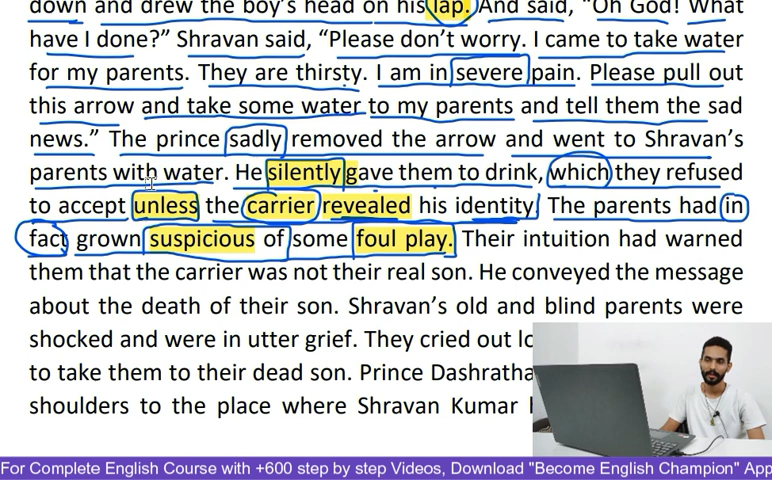 down and drew the boy's head on his lap. And said, "Oh God! What
have I done?" Shravan said, "Please don't worry. I came to take water
for my parents. They are thirsty. I am in severe pain. Please pull out
this arrow and take some water to my parents and tell them the sad
news." The prince sadly removed the arrow and went to Shravan's
parents with water. He silently gave them to drink, which they refused
to accept unless the carrier revealed his identity. The parents had in
fact grown suspicious of some foul play. Their intuition had warned
them that the carrier was not their real son. He conveyed the message
about the death of their son. Shravan's old and blind parents were
shocked and were in utter grief. They cried out
to take them to their dead son. Prince Dashratha
shoulders to the place where Shravan Kumar
For Complete English Course with +600 step by step Videos, Download "Become English Champion" App